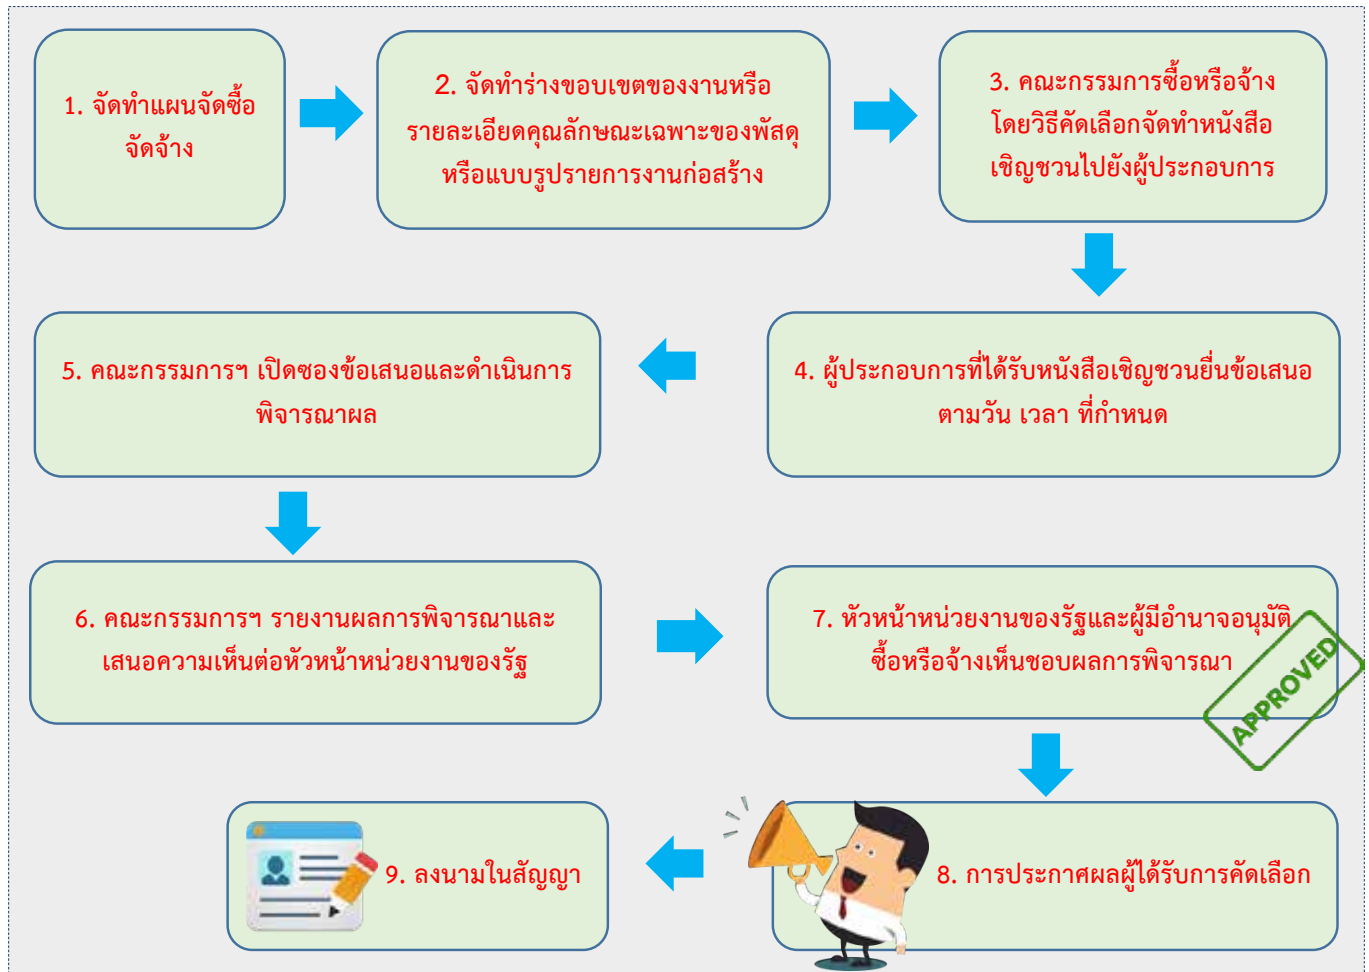 1. จัดทำแผนจัดซื้อ
จัดจ้าง
2. จัดทำร่างขอบเขตของงานหรือ
รายละเอียดคุณลักษณะเฉพาะของพัสดุ
หรือแบบรูปรายการงานก่อสร้าง
3. คณะกรรมการซื้อหรือจ้าง
โดยวิธีคัดเลือกจัดทำหนังสือ
เชิญชวนไปยังผู้ประกอบการ
4. ผู้ประกอบการที่ได้รับหนังสือเชิญชวนยื่นข้อเสนอ
ตามวัน เวลา ที่กำหนด
5. คณะกรรมการฯ เปิดซองข้อเสนอและดำเนินการ
พิจารณาผล
6. คณะกรรมการฯ รายงานผลการพิจารณาและ
เสนอความเห็นต่อหัวหน้าหน่วยงานของรัฐ
7. หัวหน้าหน่วยงานของรัฐและผู้มีอำนาจอนุมัติ
ซื้อหรือจ้างเห็นชอบผลการพิจารณา
APPROVED
8. การประกาศผลผู้ได้รับการคัดเลือก
9. ลงนามในสัญญา